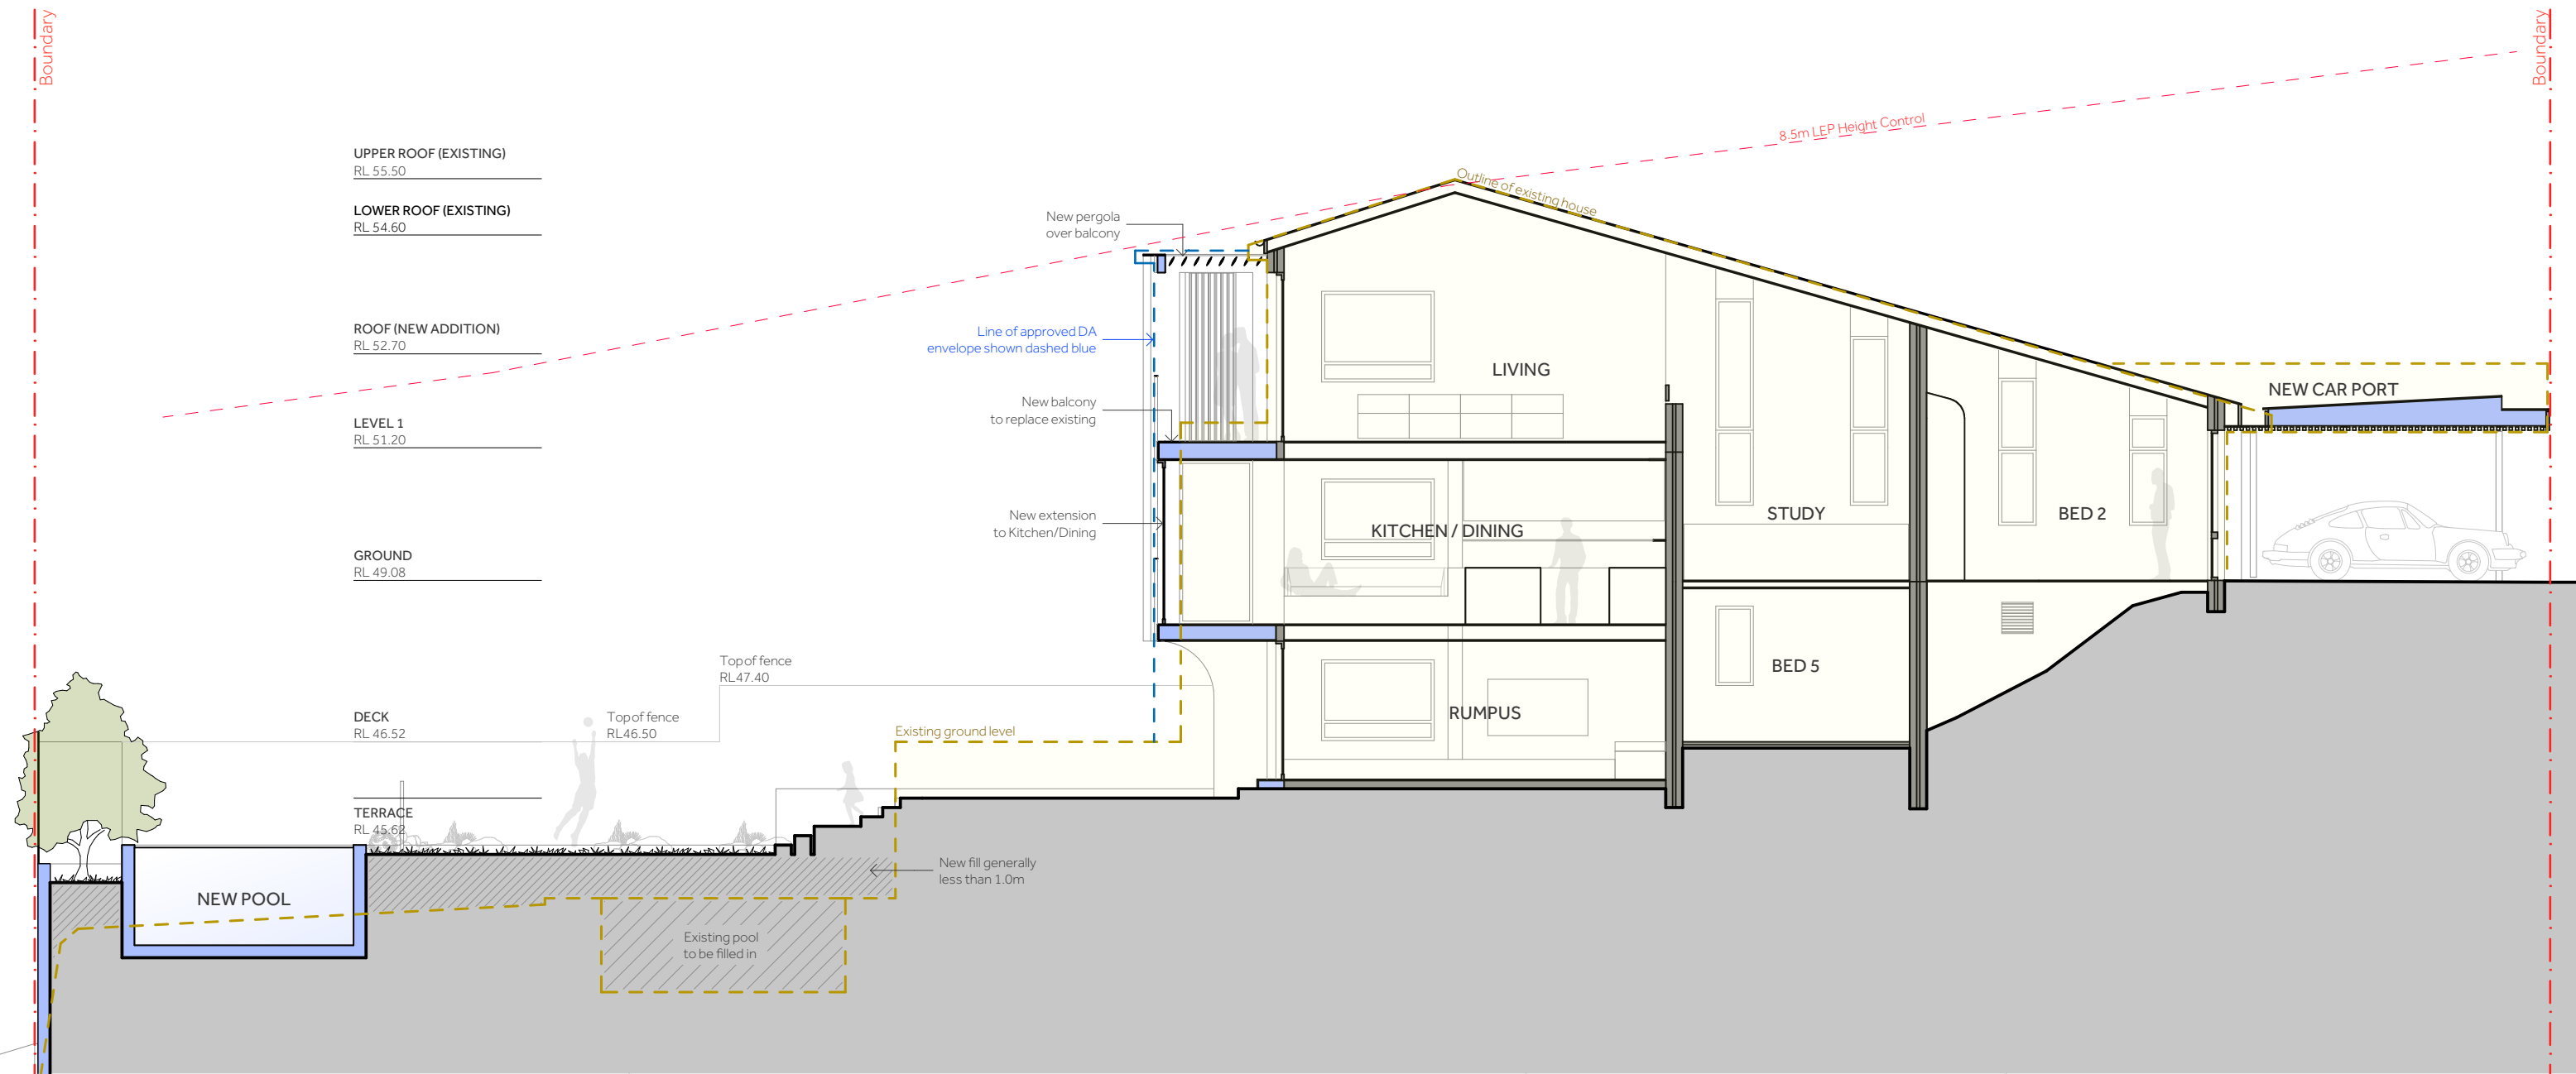 Boundary
Boundary
8.5m LEP Height Control
UPPER ROOF (EXISTING)
RL 55.50
Outline of existing house
LOWER ROOF (EXISTING)
RL 54.60
New pergola
over balcony
ROOF (NEW ADDITION)
RL 52.70
Line of approved DA
envelope shown dashed blue
LIVING
NEW CAR PORT
New balcony
to replace existing
LEVEL 1
RL 51.20
New extension
to Kitchen/Dining
KITCHEN / DINING
STUDY
BED 2
GROUND
RL 49.08
Top of fence
RL47.40
BED 5
DECK
RL 46.52
Top of fence
RL46.50
Existing ground level
RUMPUS
TERRACE
RL 45.62
New fill generally
less than 1.0m
NEW POOL
Existing pool
to be filled in